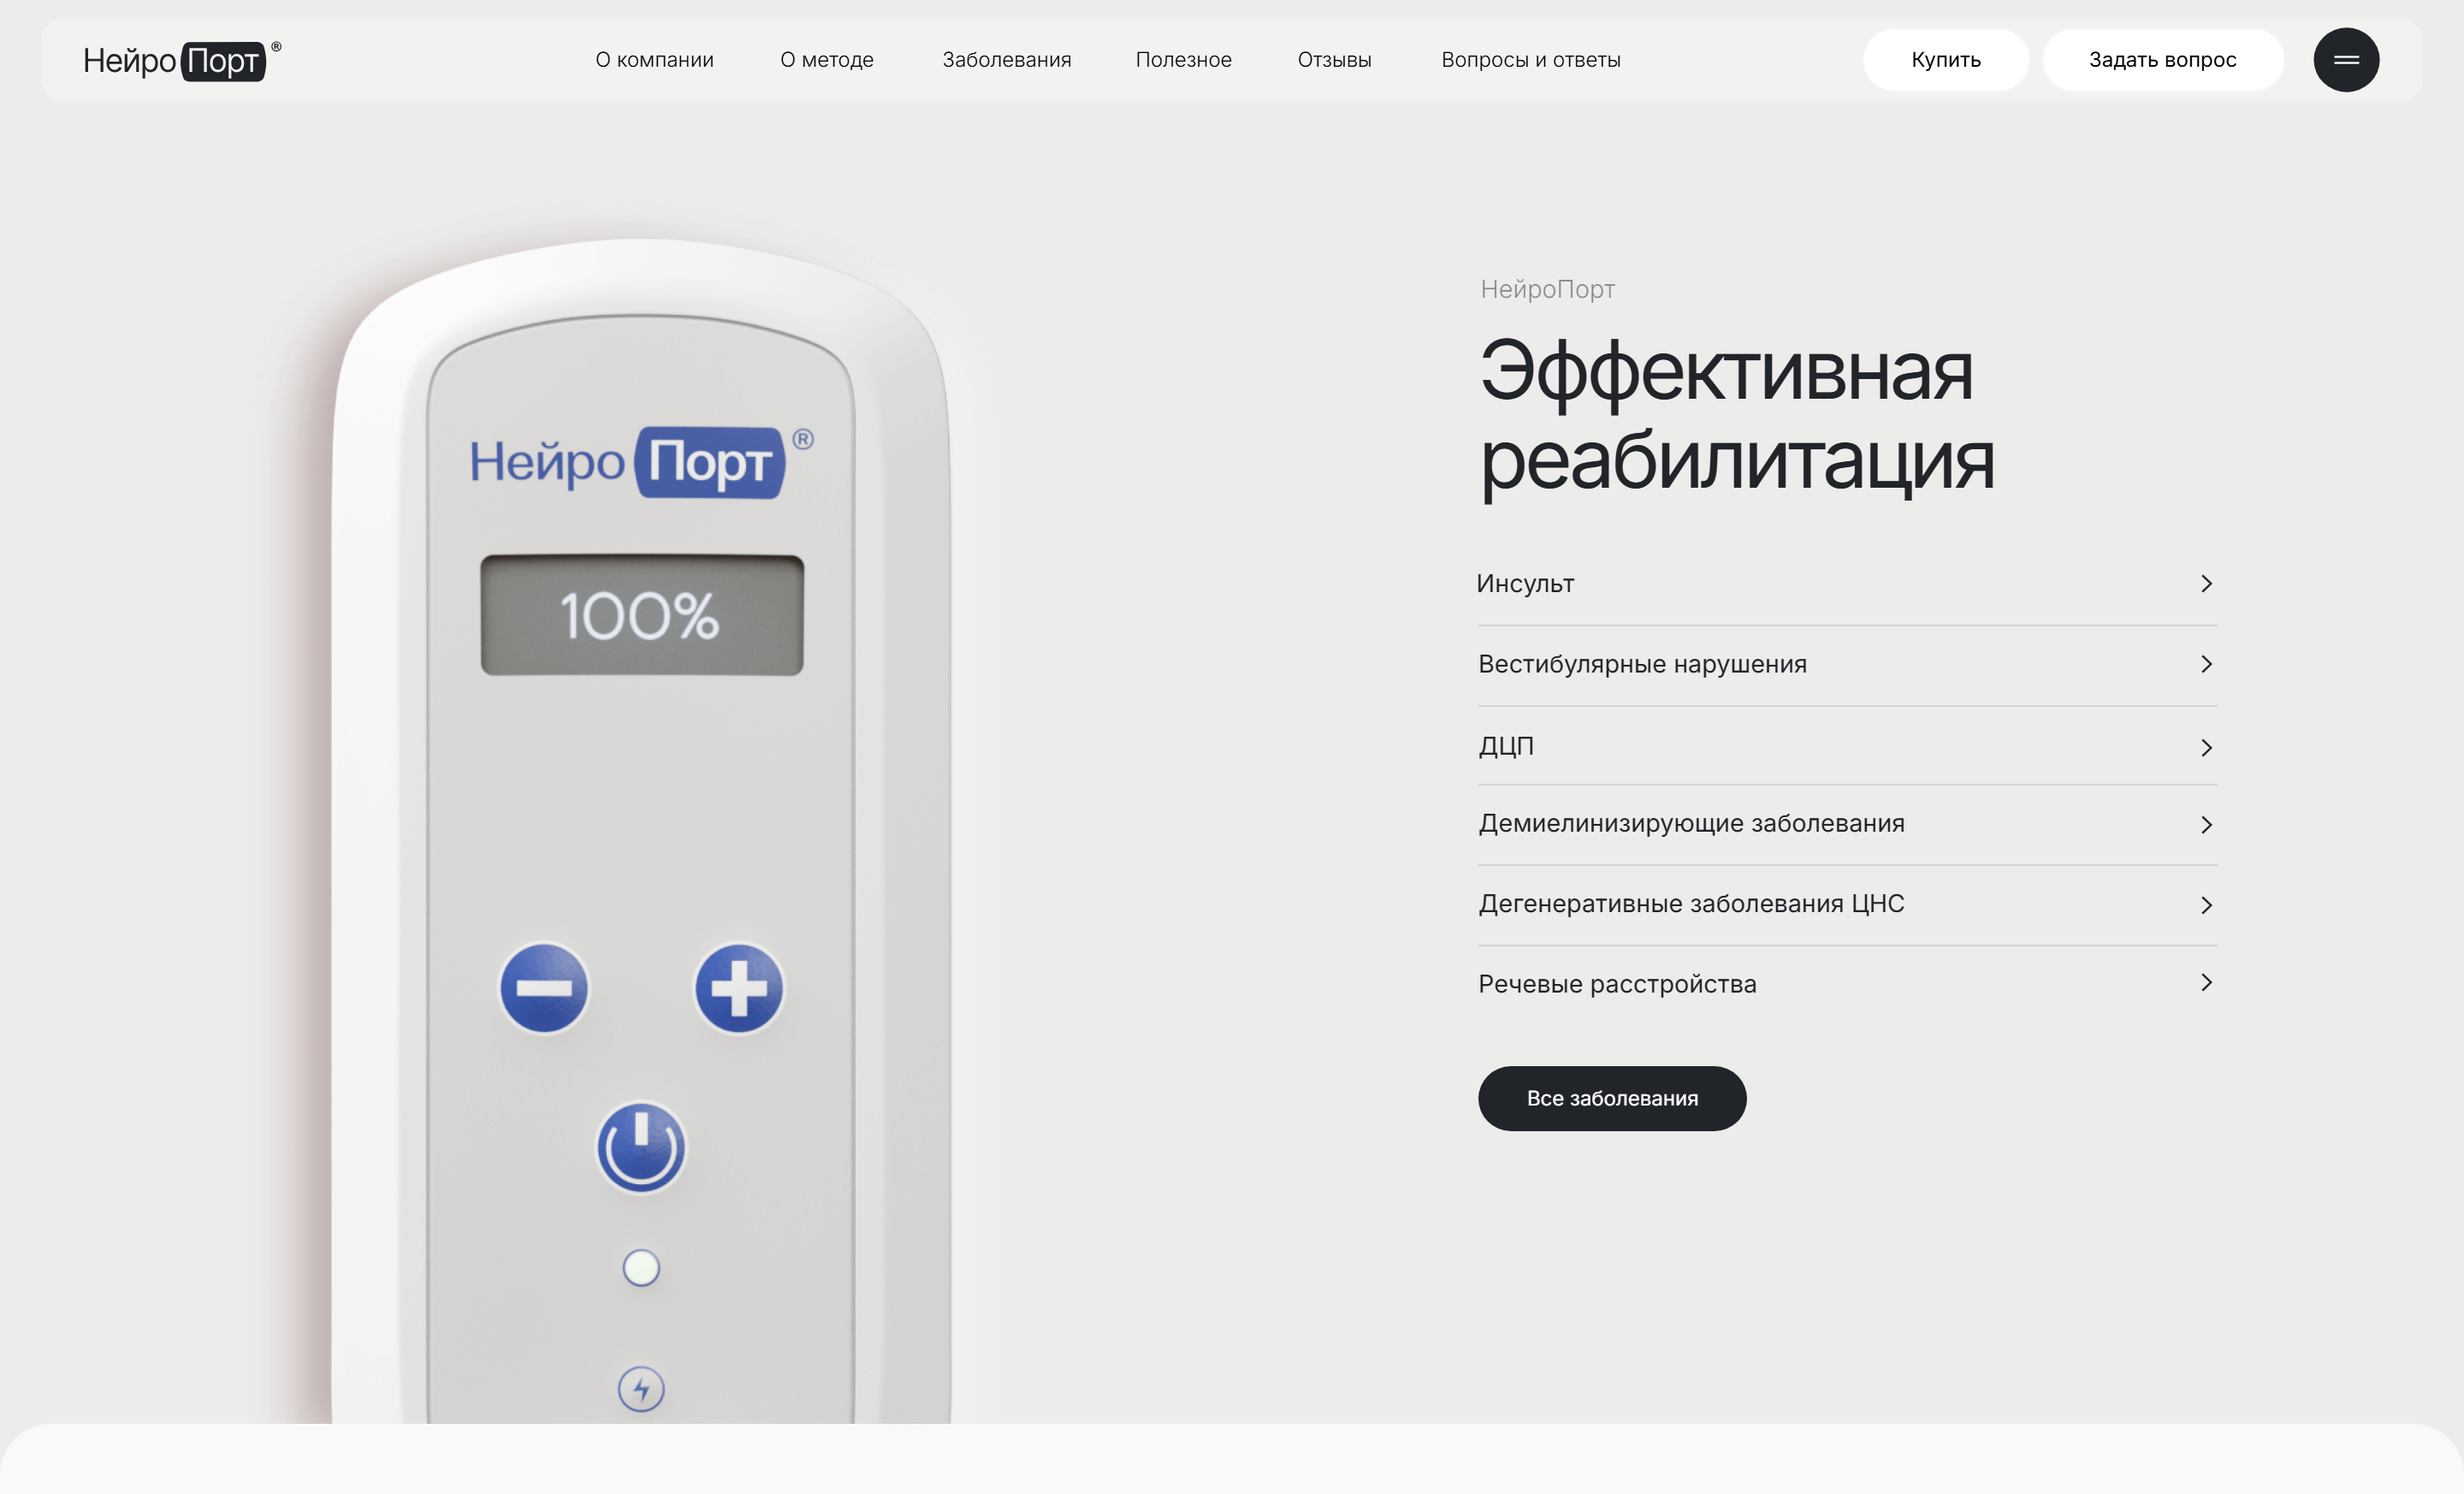 НейроПорт®
О компании
О методе
Заболевания
Полезное
Отзывы
Вопросы и ответы
Купить
Задать вопрос
НейроПорт®
100%
НейроПорт
Эффективная
реабилитация
Инсульт
Вестибулярные нарушения
ДЦП
Демиелинизирующие заболевания
Дегенеративные заболевания ЦНС
Речевые расстройства
Все заболевания